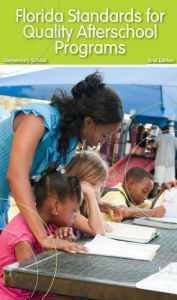 Florida Standards for
Quality Afterschool
Programs
Elementary School
2nd Edition